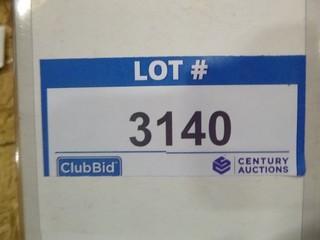 LOT #
3140
ClubBid
CENTURY
AUCTIONS